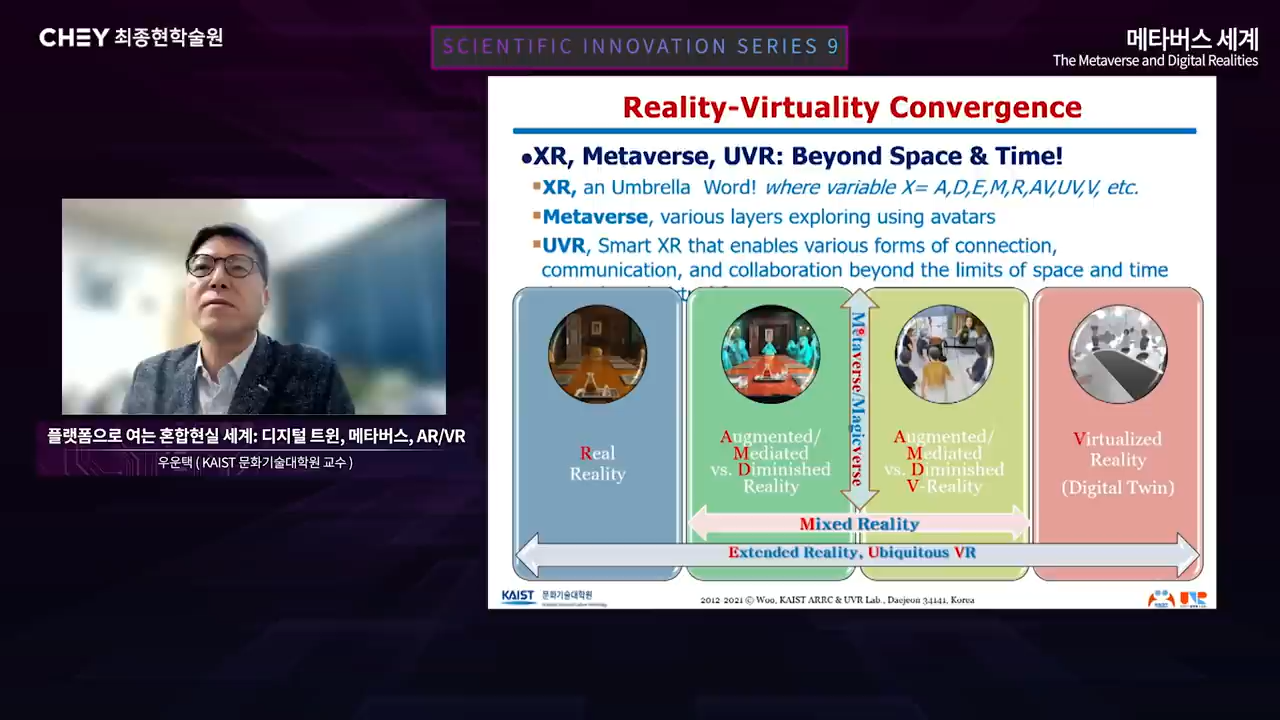 CHEY 최종현학술원
SCIENTIFIC INNOVATION SERIES 9
메타버스 세계
The Metaverse and Digital Realities
Reality-Virtuality Convergence
●XR, Metaverse, UVR: Beyond Space & Time!
▪XR, an Umbrella Word! where variable X= A,D,E,M,R,AV,UV,V, etc.
▪Metaverse, various layers exploring using avatars
▪UVR, Smart XR that enables various forms of connection,
communication, and collaboration beyond the limits of space and time
Real
Reality
Augmented/
Mediated
vs. Diminished
Reality
Metaverse/Magicverse
Augmented/
Mediated
vs. Diminished
V-Reality
Virtualized
Reality
(Digital Twin)
Mixed Reality
Extended Reality, Ubiquitous VR
KAIST 문화기술대학원
2012-2021 © Woo, KAIST ARRC & UVR Lab., Daejeon 34141, Korea
플랫폼으로 여는 혼합현실 세계: 디지털 트윈, 메타버스, AR/VR
우운택 ( KAIST 문화기술대학원 교수 )